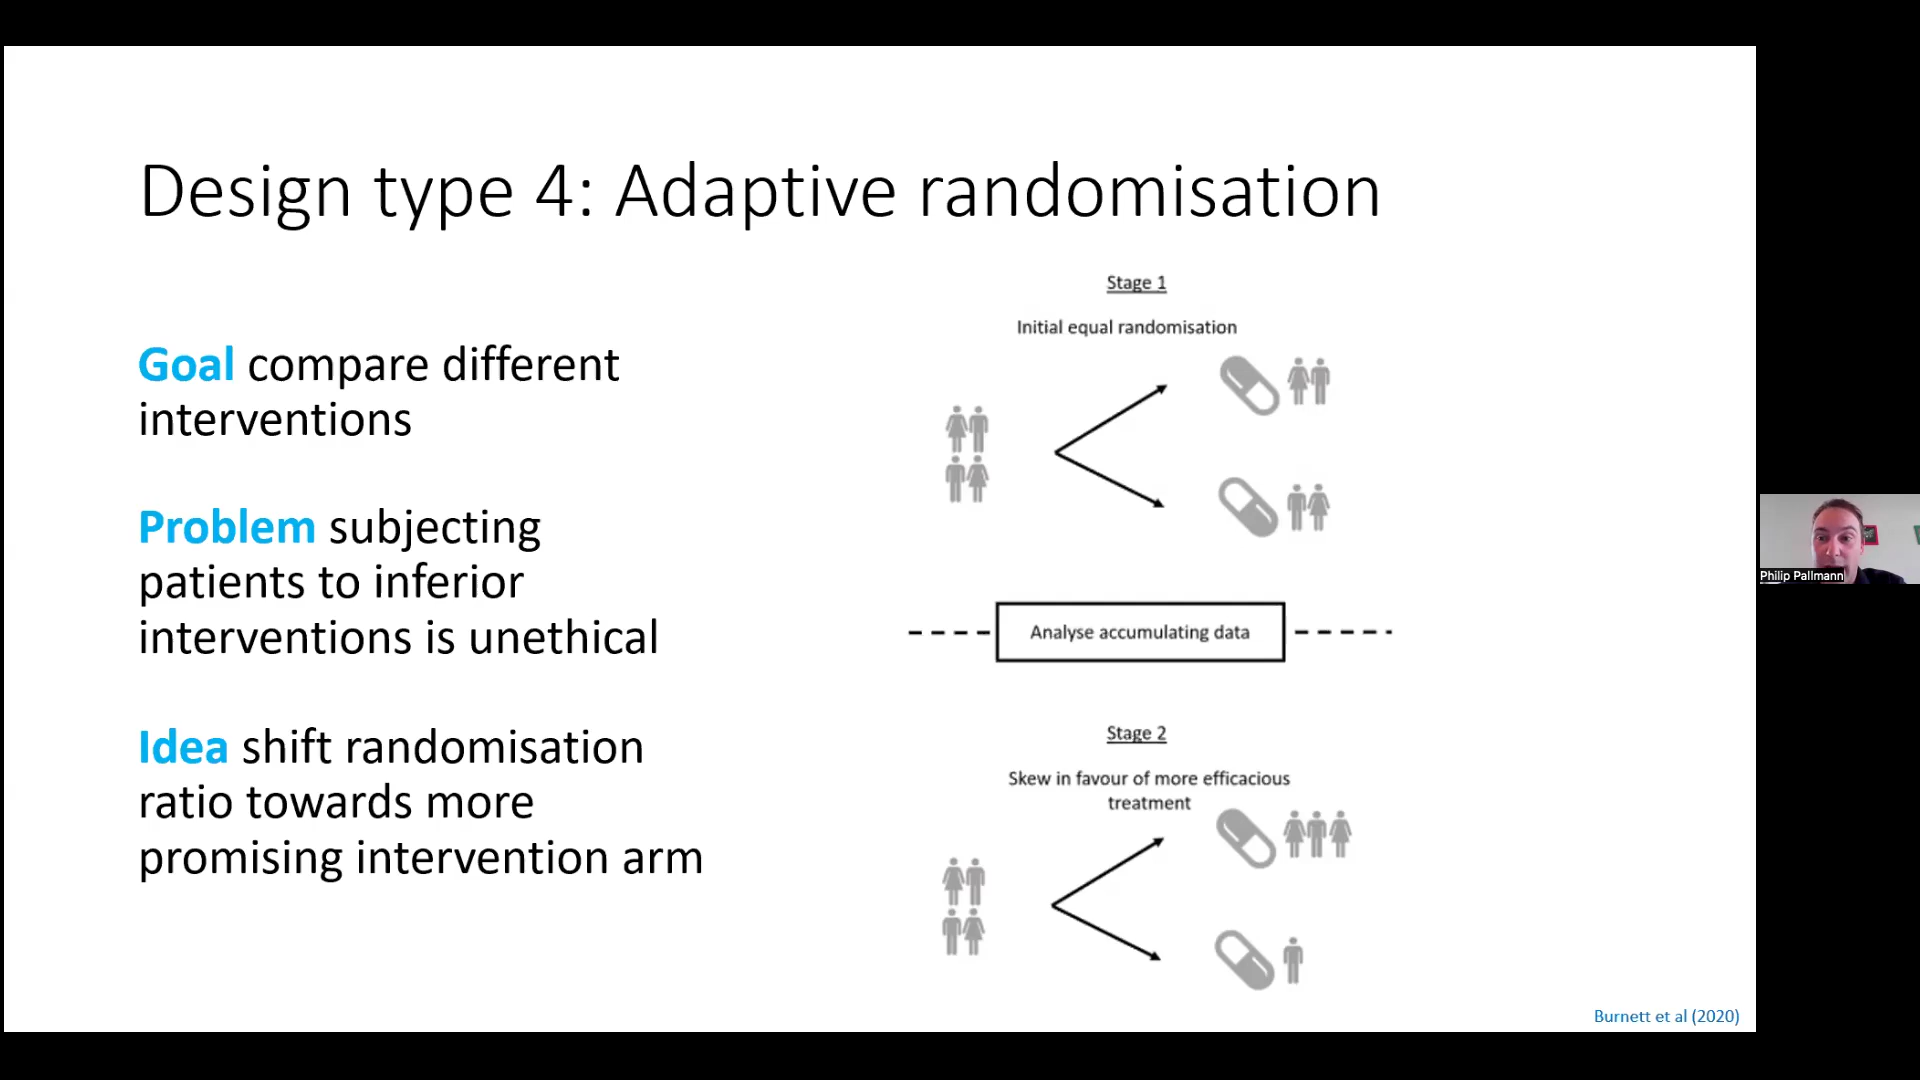 Design type 4: Adaptive randomisation
Goal compare different
interventions
Problem subjecting
patients to inferior
interventions is unethical
Idea shift randomisation
ratio towards more
promising intervention arm
Stage 1
Initial equal randomisation
Analyse accumulating data
Stage 2
Skew in favour of more efficacious
treatment
Burnett et al (2020)
Philip Pallmann